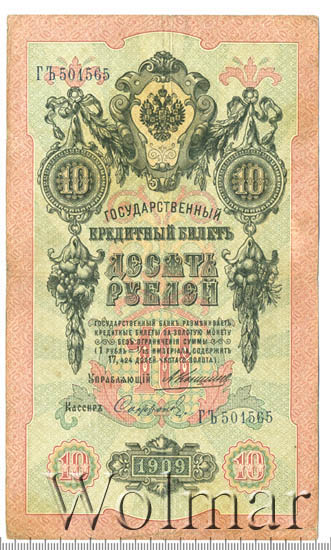 ГЪ 501565
10 10
ГОСУДАРСТВЕННЫЙ
КРЕДИТНЫЙ БИЛЕТЪ
ДЕСЯТЬ
РУБЛЕЙ
ГОСУДАРСТВЕННЫЙ БАНКЪ РАЗМѢНИВАЕТЪ
КРЕДИТНЫЕ БИЛЕТЫ НА ЗОЛОТУЮ МОНЕТУ
БЕЗЪ ОГРАНИЧЕНІЯ СУММЫ
(1 РУБЛЬ = 1/15 ИМПЕРІАЛА, СОДЕРЖИТЪ
17,424 ДОЛЕЙ ЧИСТАГО ЗОЛОТА).
УПРАВЛЯЮЩІЙ
Кассиръ
ГЪ 501565
10 1909 10
Wolmar